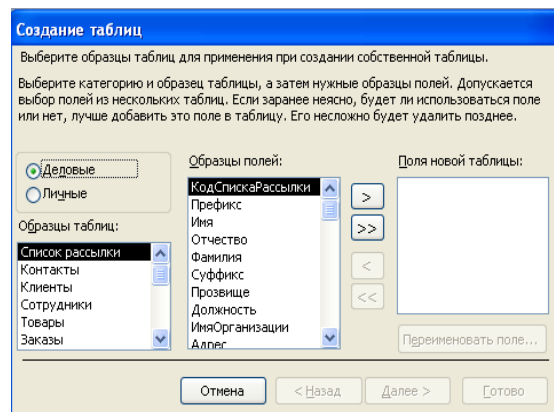 Создание таблиц
Выберите образцы таблиц для применения при создании собственной таблицы.
Выберите категорию и образец таблицы, а затем нужные образцы полей. Допускается
выбор полей из нескольких таблиц. Если заранее неясно, будет ли использоваться поле
или нет, лучше добавить это поле в таблицу. Его несложно будет удалить позднее.
Деловые
Личные
Образцы таблиц:
Список рассылки
Контакты
Клиенты
Сотрудники
Товары
Заказы
Образцы полей:
КодСпискаРассылки
Префикс
Имя
Отчество
Фамилия
Суффикс
Прозвище
Должность
ИмяОрганизации
Адрес
>
>>
<
<<
Поля новой таблицы:
Переименовать поле...
Отмена
< Назад
Далее >
Готово